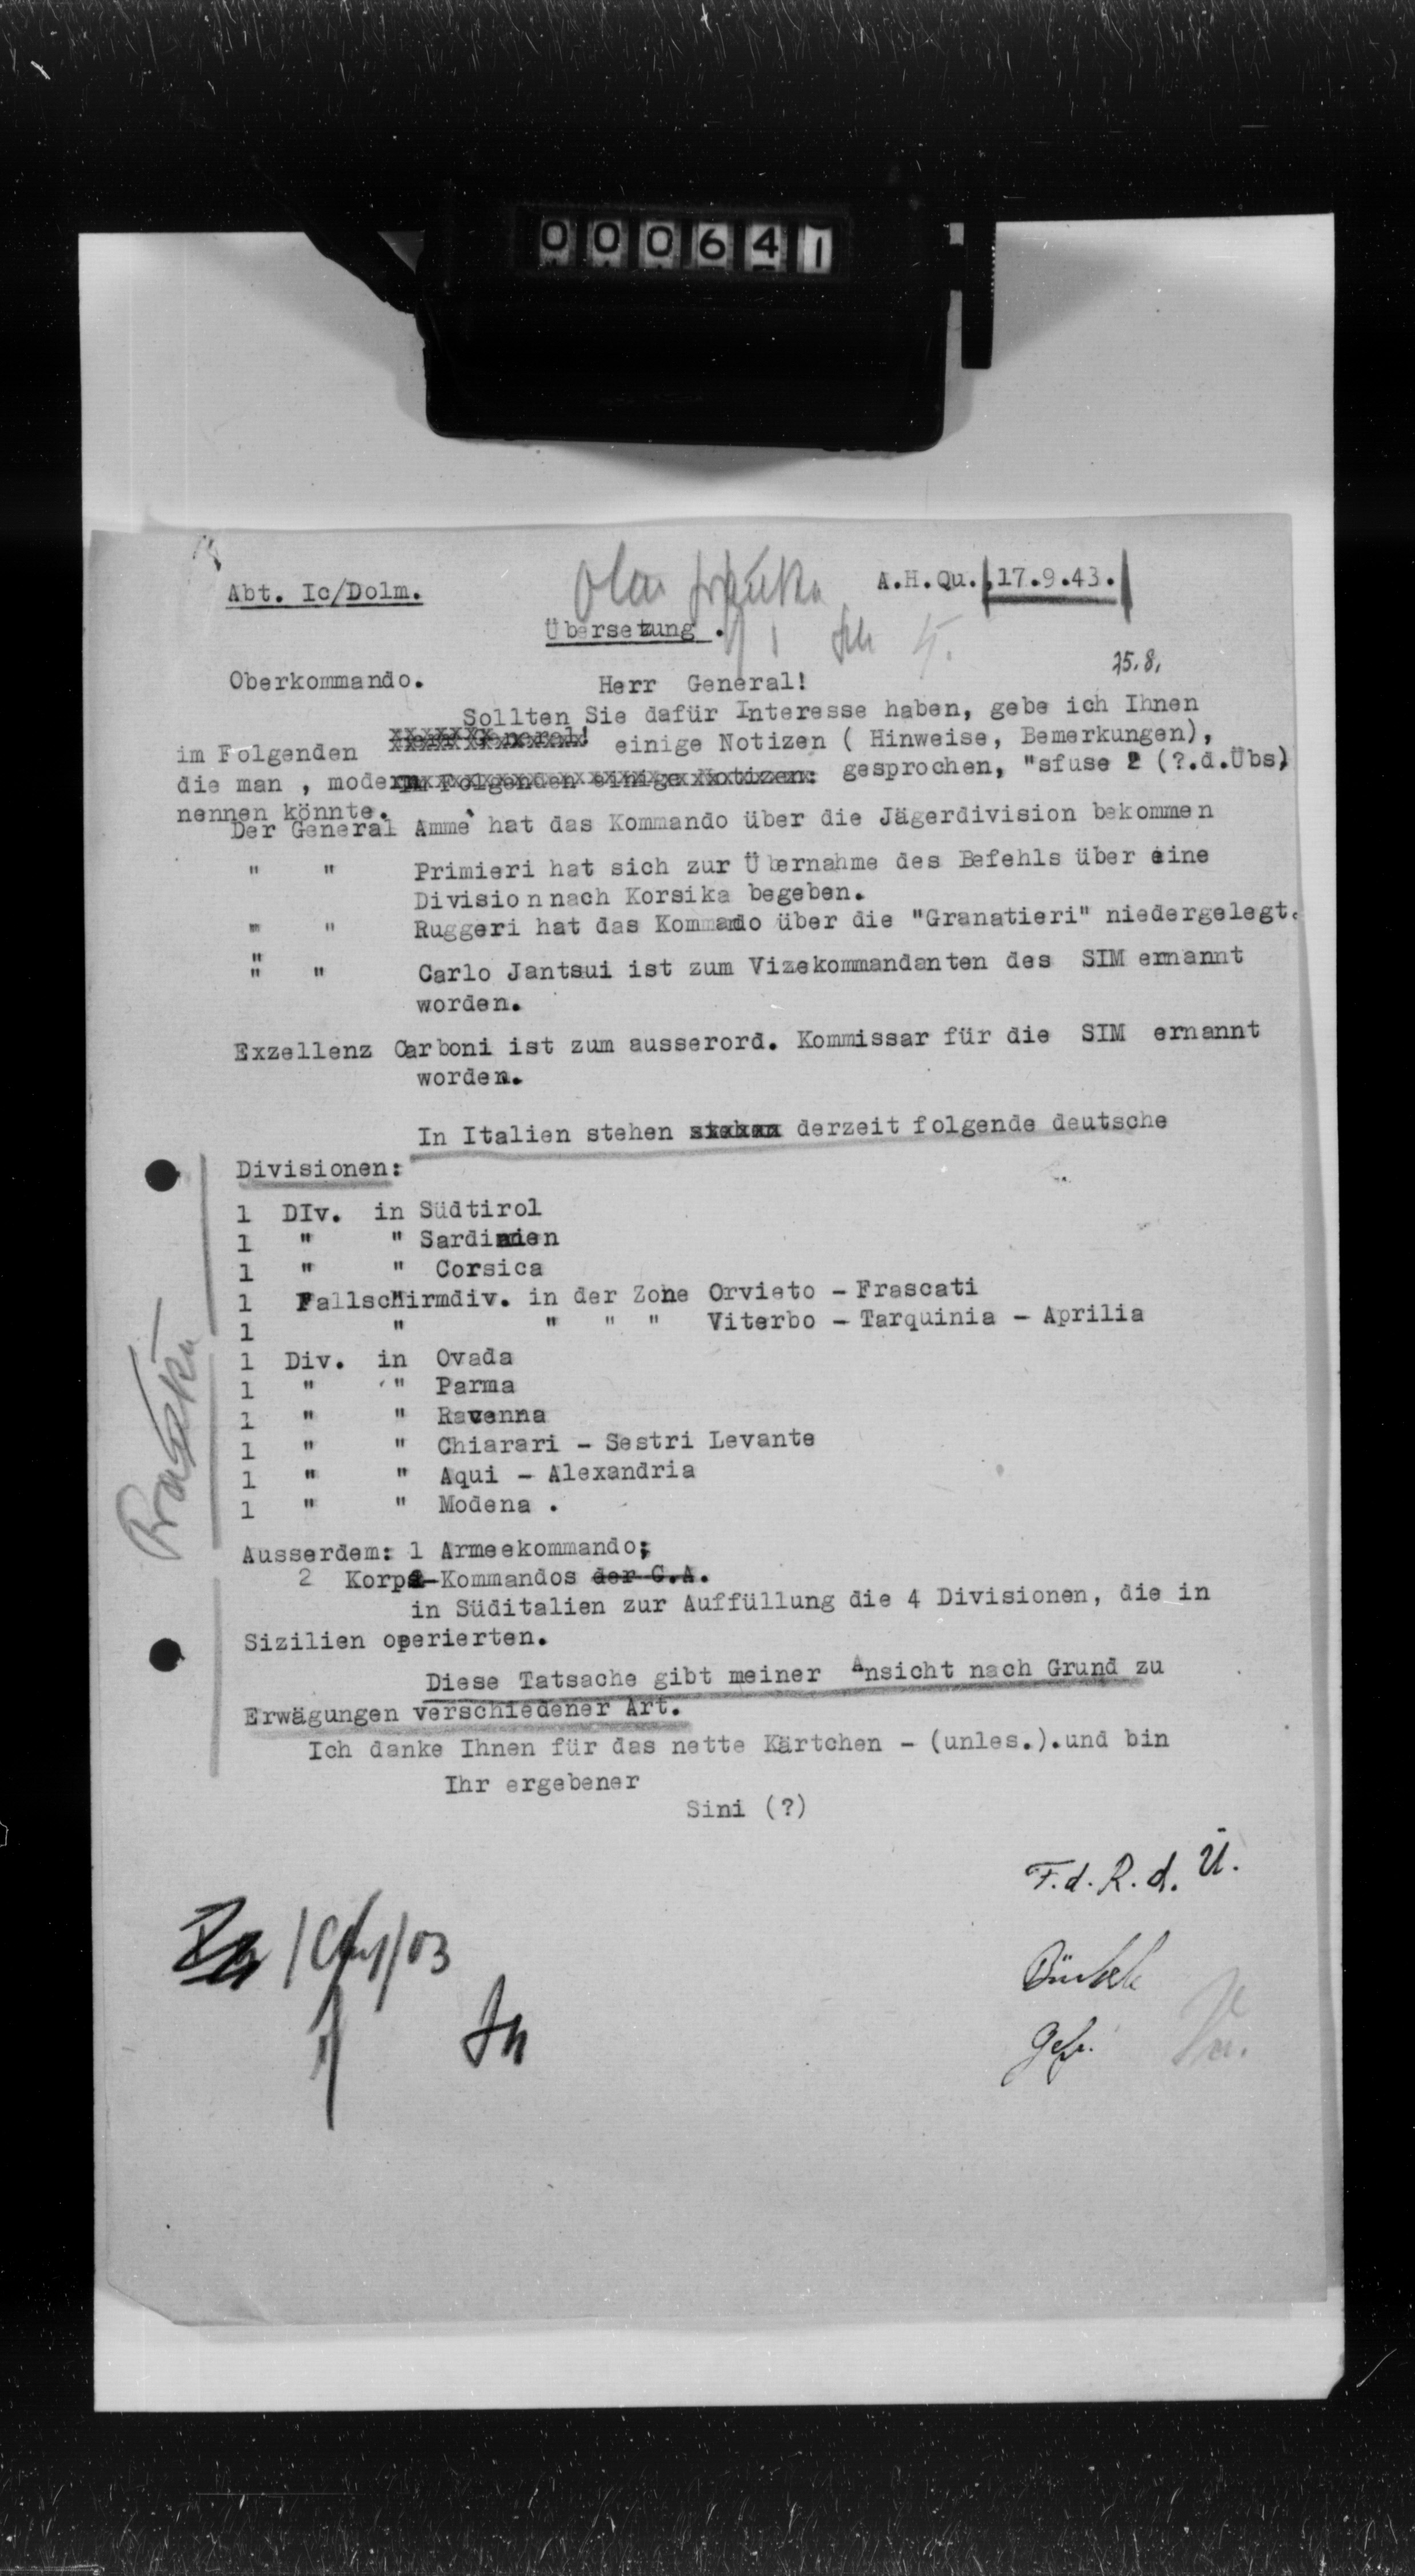 000641
Abt. Ic/Dolm.
A.H.Qu.,17.9.43.
Übersetzung .
25.8.
Oberkommando.
Herr General!
Sollten Sie dafür Interesse haben, gebe ich Ihnen
im Folgenden einige Notizen ( Hinweise, Bemerkungen),
die man , modern gesprochen, "sfuse 2 (?.d.Übs)
nennen könnte.
Der General Amme` hat das Kommando über die Jägerdivision bekommen
" " Primieri hat sich zur Übernahme des Befehls über eine
Division nach Korsika begeben.
" " Ruggeri hat das Kommando über die "Granatieri" niedergelegt.
" " Carlo Jantsui ist zum Vizekommandanten des SIM ernannt
worden.
Exzellenz Carboni ist zum ausserord. Kommissar für die SIM ernannt
worden.
In Italien stehen derzeit folgende deutsche
Divisionen:
1 DIv. in Südtirol
1 " " Sardinien
1 " " Corsica
1 Fallschirmdiv. in der Zone Orvieto - Frascati
1 " " " " Viterbo - Tarquinia - Aprilia
1 Div. in Ovada
1 " " Parma
1 " " Ravenna
1 " " Chiarari - Sestri Levante
1 " " Aqui - Alexandria
1 " " Modena .
Ausserdem: 1 Armeekommando;
2 Korps-Kommandos der C.A.
in Süditalien zur Auffüllung die 4 Divisionen, die in
Sizilien operierten.
Diese Tatsache gibt meiner Ansicht nach Grund zu
Erwägungen verschiedener Art.
Ich danke Ihnen für das nette Kärtchen - (unles.).und bin
Ihr ergebener
Sini (?)
F.d.R.d.Ü.
Gefr.